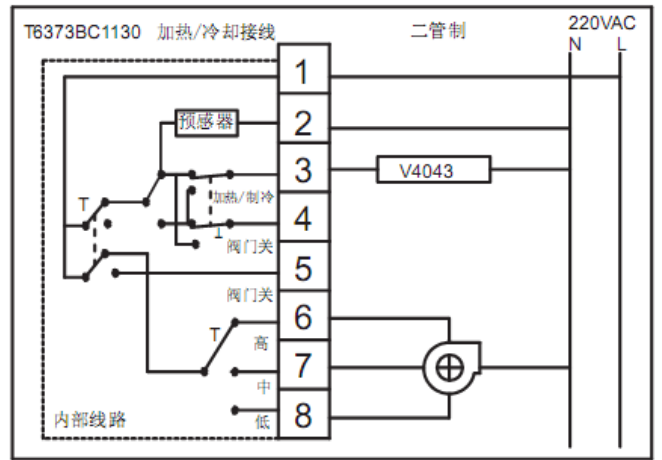 T6373BC1130 加热/冷却接线 二管制 220VAC
N L
1
预感器 2
3 V4043
加热/制冷
T 4
阀门关
5
阀门关
6
T 高
7
中
8
低
内部线路